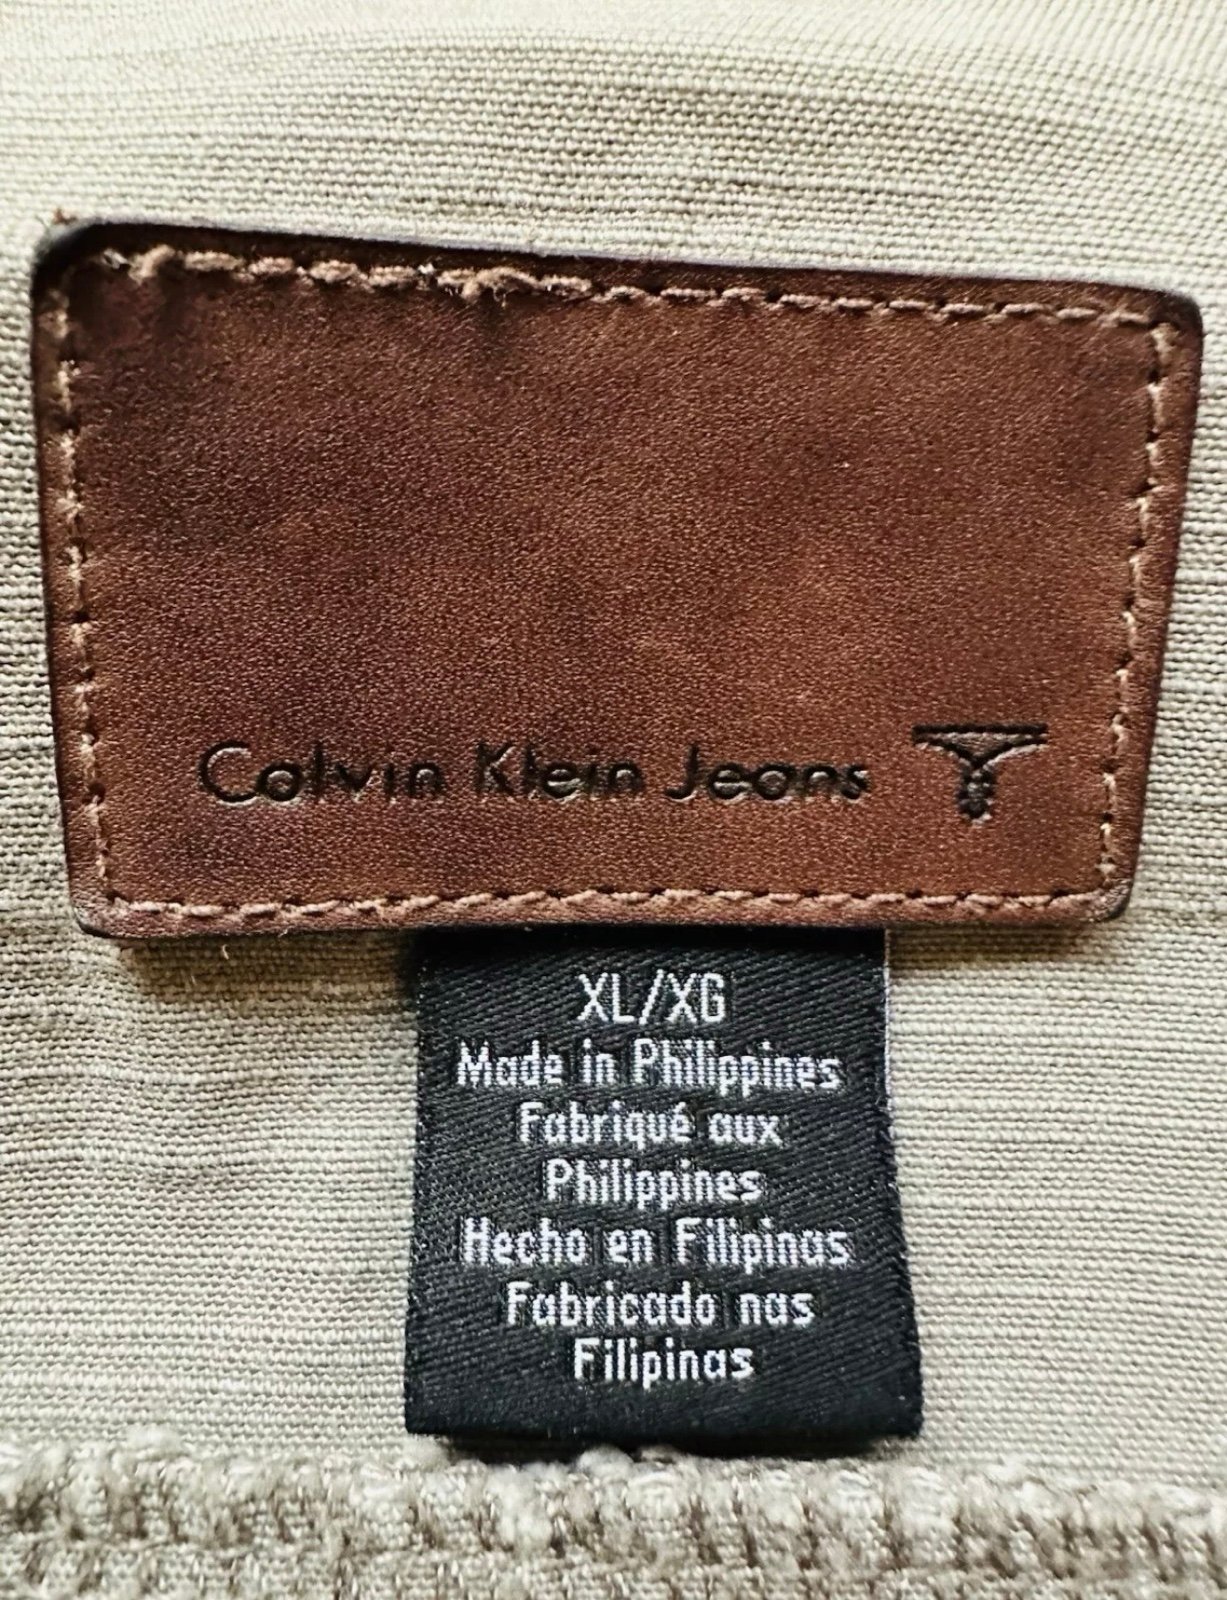 Calvin Klein Jeans
XL/XG
Made in Philippines
Fabriqué aux
Philippines
Hecho en Filipinas
Fabricado nas
Filipinas